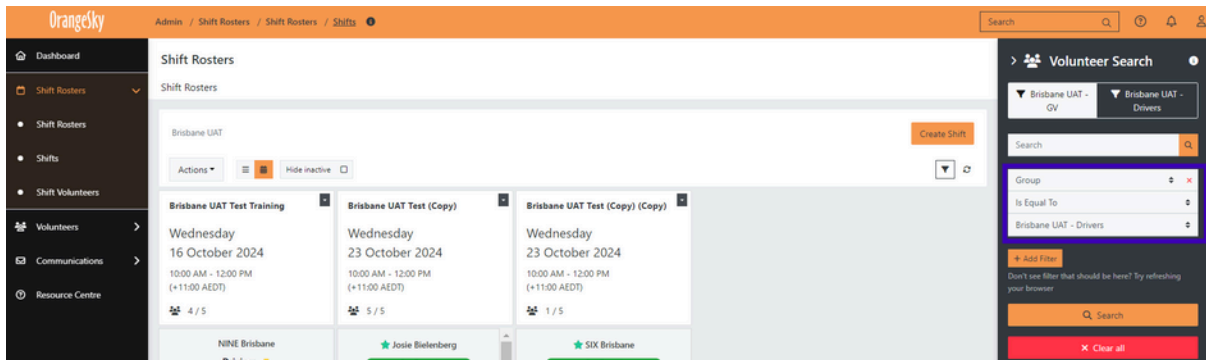 OrangeSky
Admin / Shift Rosters / Shift Rosters / Shifts
Search
Dashboard
Shift Rosters
Shift Rosters
Shifts
Shift Volunteers
Volunteers
Communications
Resource Centre
Shift Rosters
Shift Rosters
Brisbane UAT
Create Shift
Actions
Hide inactive
Brisbane UAT Test Training
Wednesday
16 October 2024
10:00 AM - 12:00 PM
(+11:00 AEDT)
4 / 5
NINE Brisbane
Brisbane UAT Test (Copy)
Wednesday
23 October 2024
10:00 AM - 12:00 PM
(+11:00 AEDT)
5 / 5
Josie Bielenberg
Brisbane UAT Test (Copy) (Copy)
Wednesday
23 October 2024
10:00 AM - 12:00 PM
(+11:00 AEDT)
1 / 5
SIX Brisbane
Volunteer Search
Brisbane UAT -
GV
Brisbane UAT -
Drivers
Search
Group
Is Equal To
Brisbane UAT - Drivers
+ Add Filter
Don't see filter that should be here? Try refreshing
your browser
Search
× Clear all